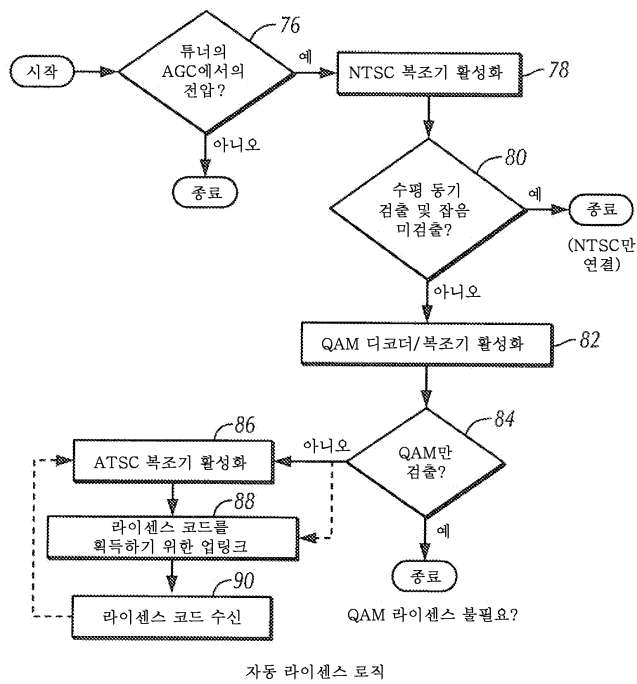 76
튜너의
AGC에서의
전압?
시작
예
NTSC 복조기 활성화
78
아니오
종료
80
수평 동기
검출 및 잡음
미검출?
예
종료
(NTSC만
연결)
아니오
QAM 디코더/복조기 활성화
82
84
QAM만
검출?
아니오
86
ATSC 복조기 활성화
88
라이센스 코드를
획득하기 위한 업링크
예
종료
90
라이센스 코드 수신
QAM 라이센스 불필요?
자동 라이센스 로직